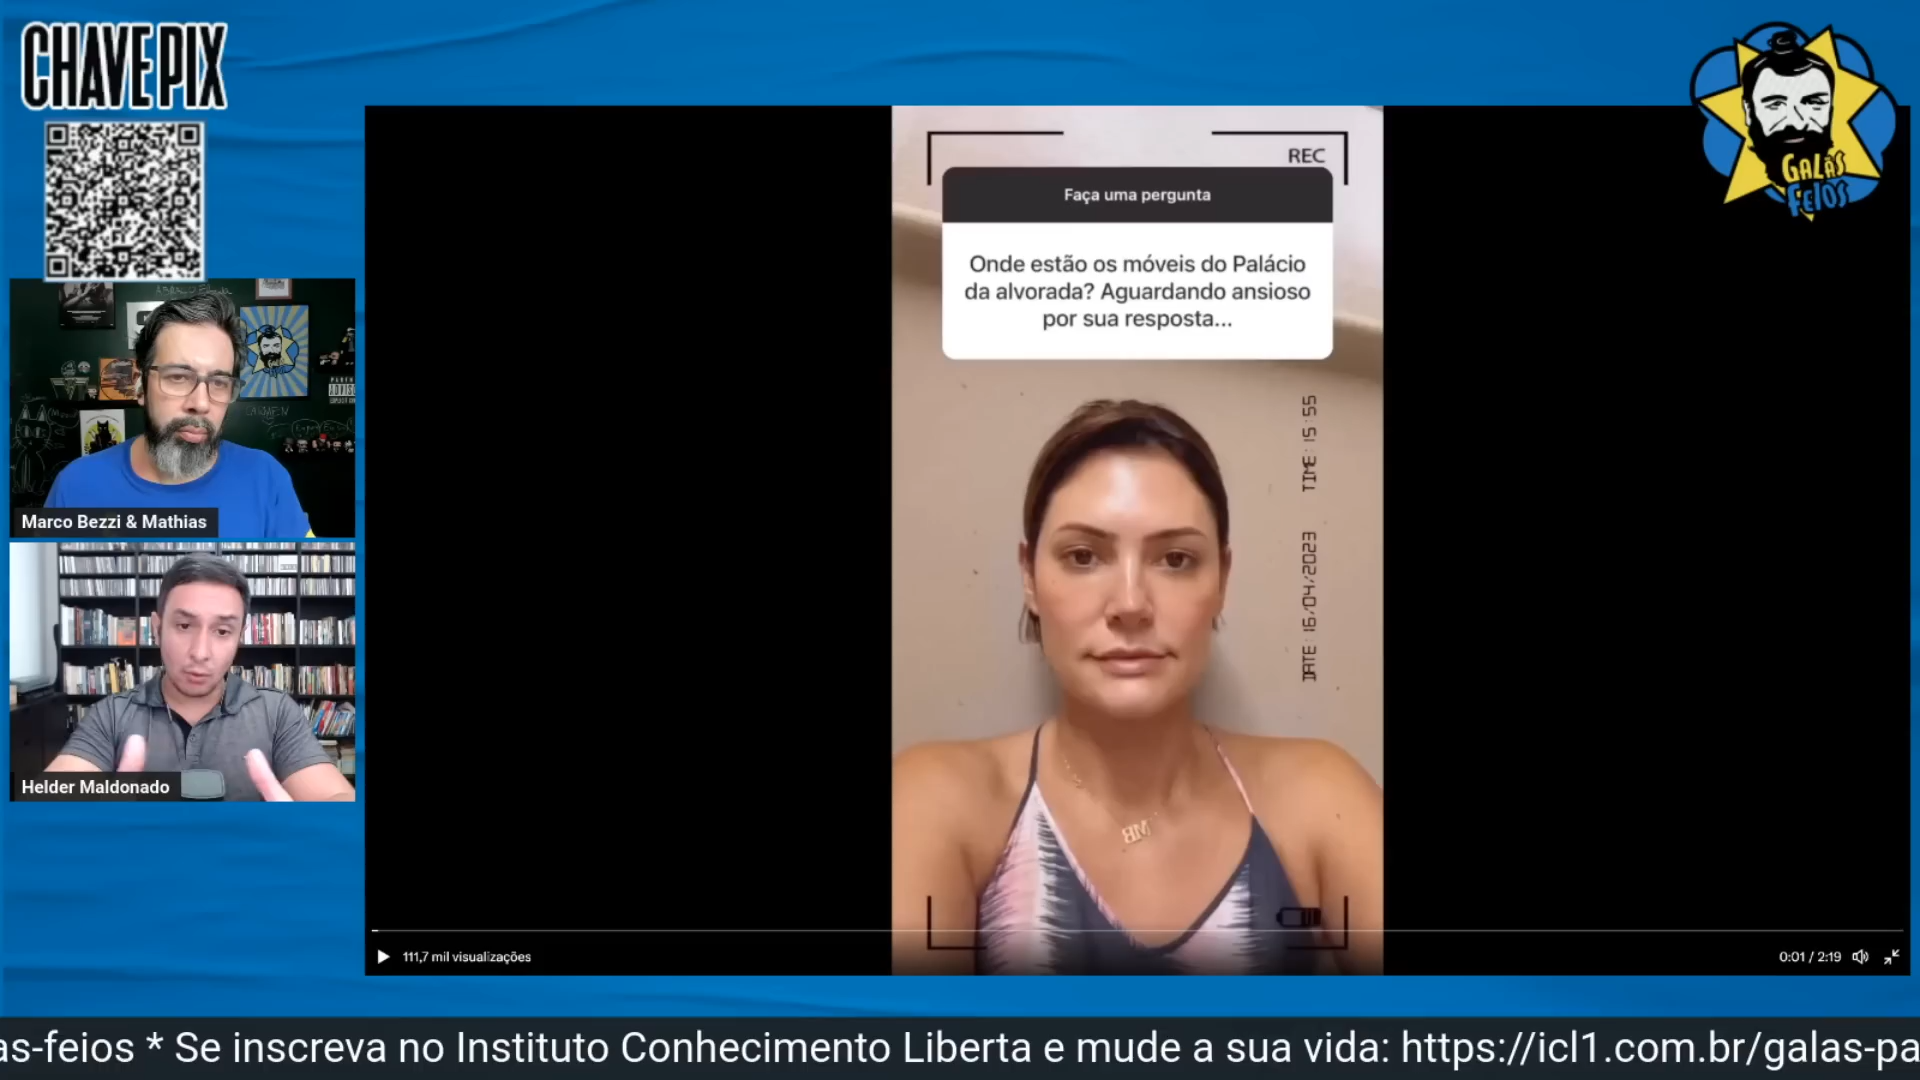 CHAVE PIX
GALÃS
FEIOS
REC
Faça uma pergunta
Onde estão os móveis do Palácio
da alvorada? Aguardando ansioso
por sua resposta...
TIME: 15:55
DATE: 16/04/2023
MB
Marco Bezzi & Mathias
Helder Maldonado
111,7 mil visualizações
0:01 / 2:19
as-feios * Se inscreva no Instituto Conhecimento Liberta e mude a sua vida: https://icl1.com.br/galas-pa